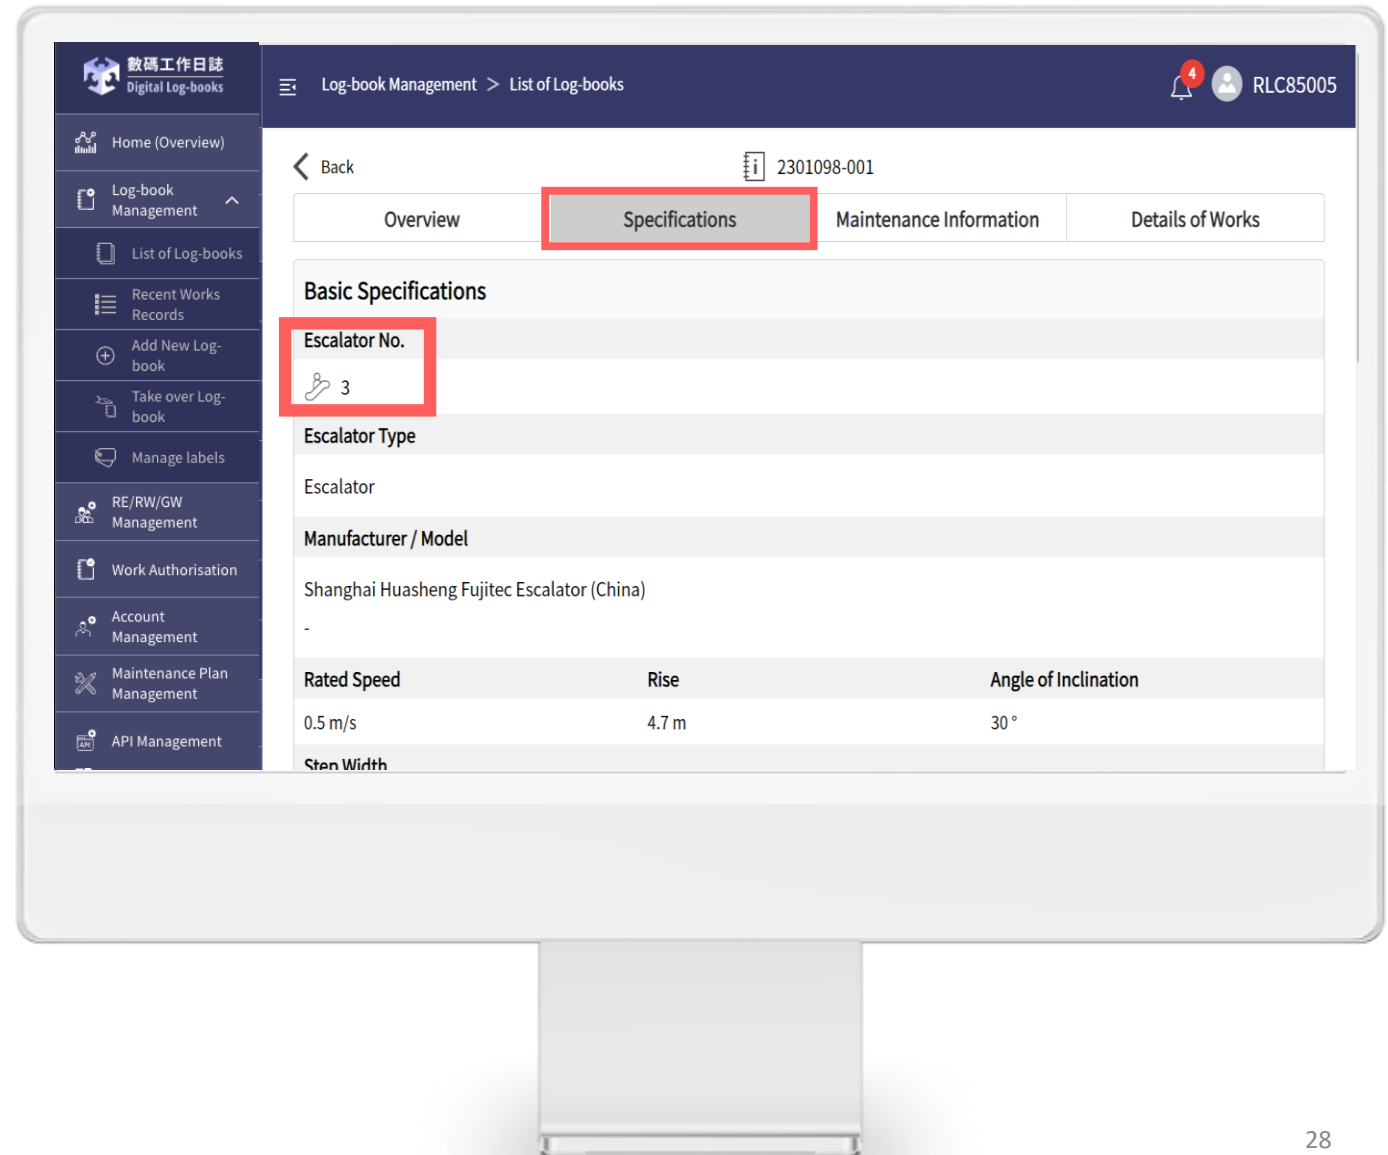 數碼工作日誌
Digital Log-books
Log-book Management > List of Log-books
4
RLC85005
Home (Overview)
Log-book
Management
List of Log-books
Recent Works
Records
Add New Log-
book
Take over Log-
book
Manage labels
RE/RW/GW
Management
Work Authorisation
Account
Management
Maintenance Plan
Management
API
API Management
Back
2301098-001
Overview
Specifications
Maintenance Information
Details of Works
Basic Specifications
Escalator No.
3
Escalator Type
Escalator
Manufacturer / Model
Shanghai Huasheng Fujitec Escalator (China)
-
Rated Speed
Rise
Angle of Inclination
0.5 m/s
4.7 m
30 °
Step Width
28